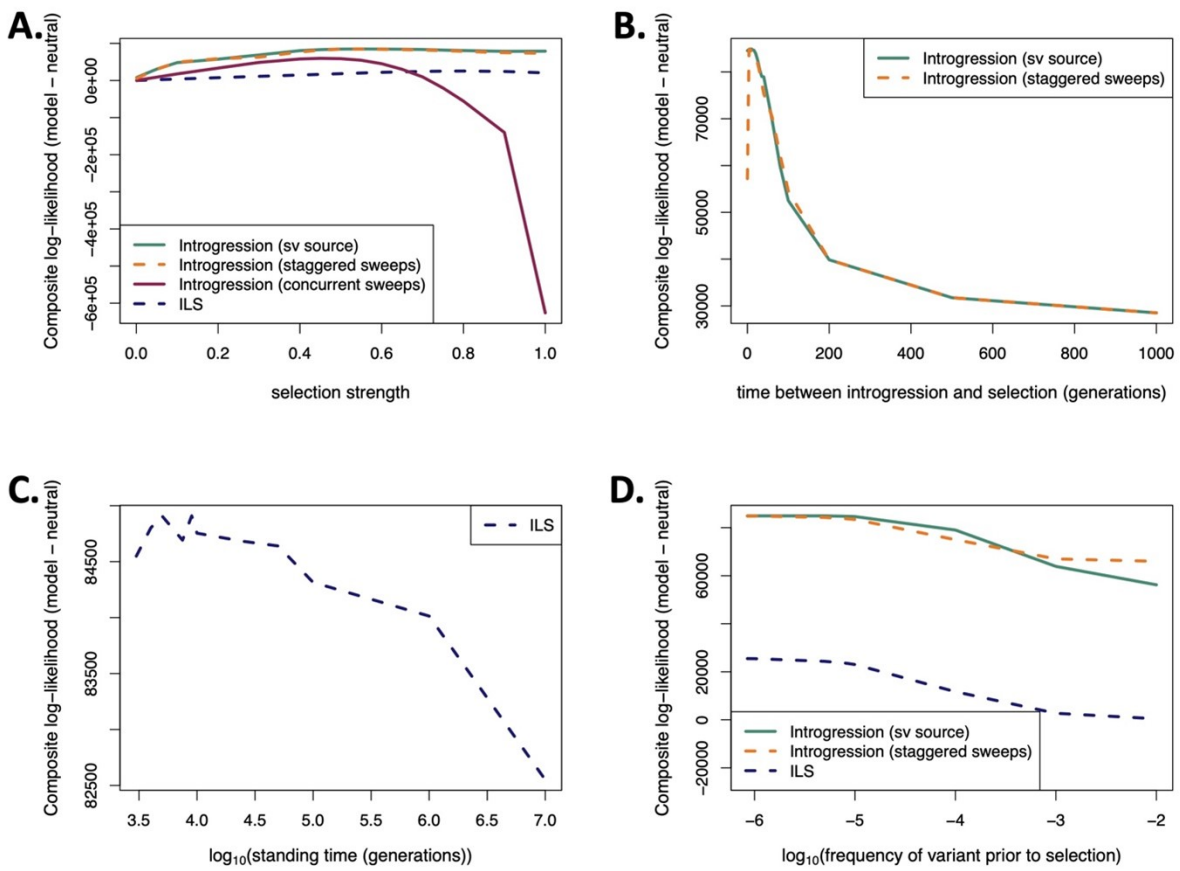 A.
Composite log−likelihood (model − neutral)
0e+00
−2e+05
−4e+05
−6e+05
Introgression (sv source)
Introgression (staggered sweeps)
Introgression (concurrent sweeps)
ILS
0.0 0.2 0.4 0.6 0.8 1.0
selection strength
B.
Composite log−likelihood (model − neutral)
70000
50000
30000
Introgression (sv source)
Introgression (staggered sweeps)
0 200 400 600 800 1000
time between introgression and selection (generations)
C.
Composite log−likelihood (model − neutral)
84500
83500
82500
ILS
3.5 4.0 4.5 5.0 5.5 6.0 6.5 7.0
log10(standing time (generations))
D.
Composite log−likelihood (model − neutral)
60000
20000
0
−20000
Introgression (sv source)
Introgression (staggered sweeps)
ILS
−6 −5 −4 −3 −2
log10(frequency of variant prior to selection)